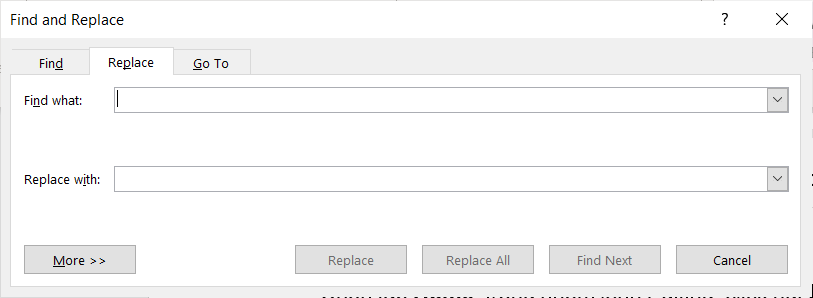 Find and Replace ?
Find Replace Go To
Find what:
Replace with:
More >> Replace Replace All Find Next Cancel